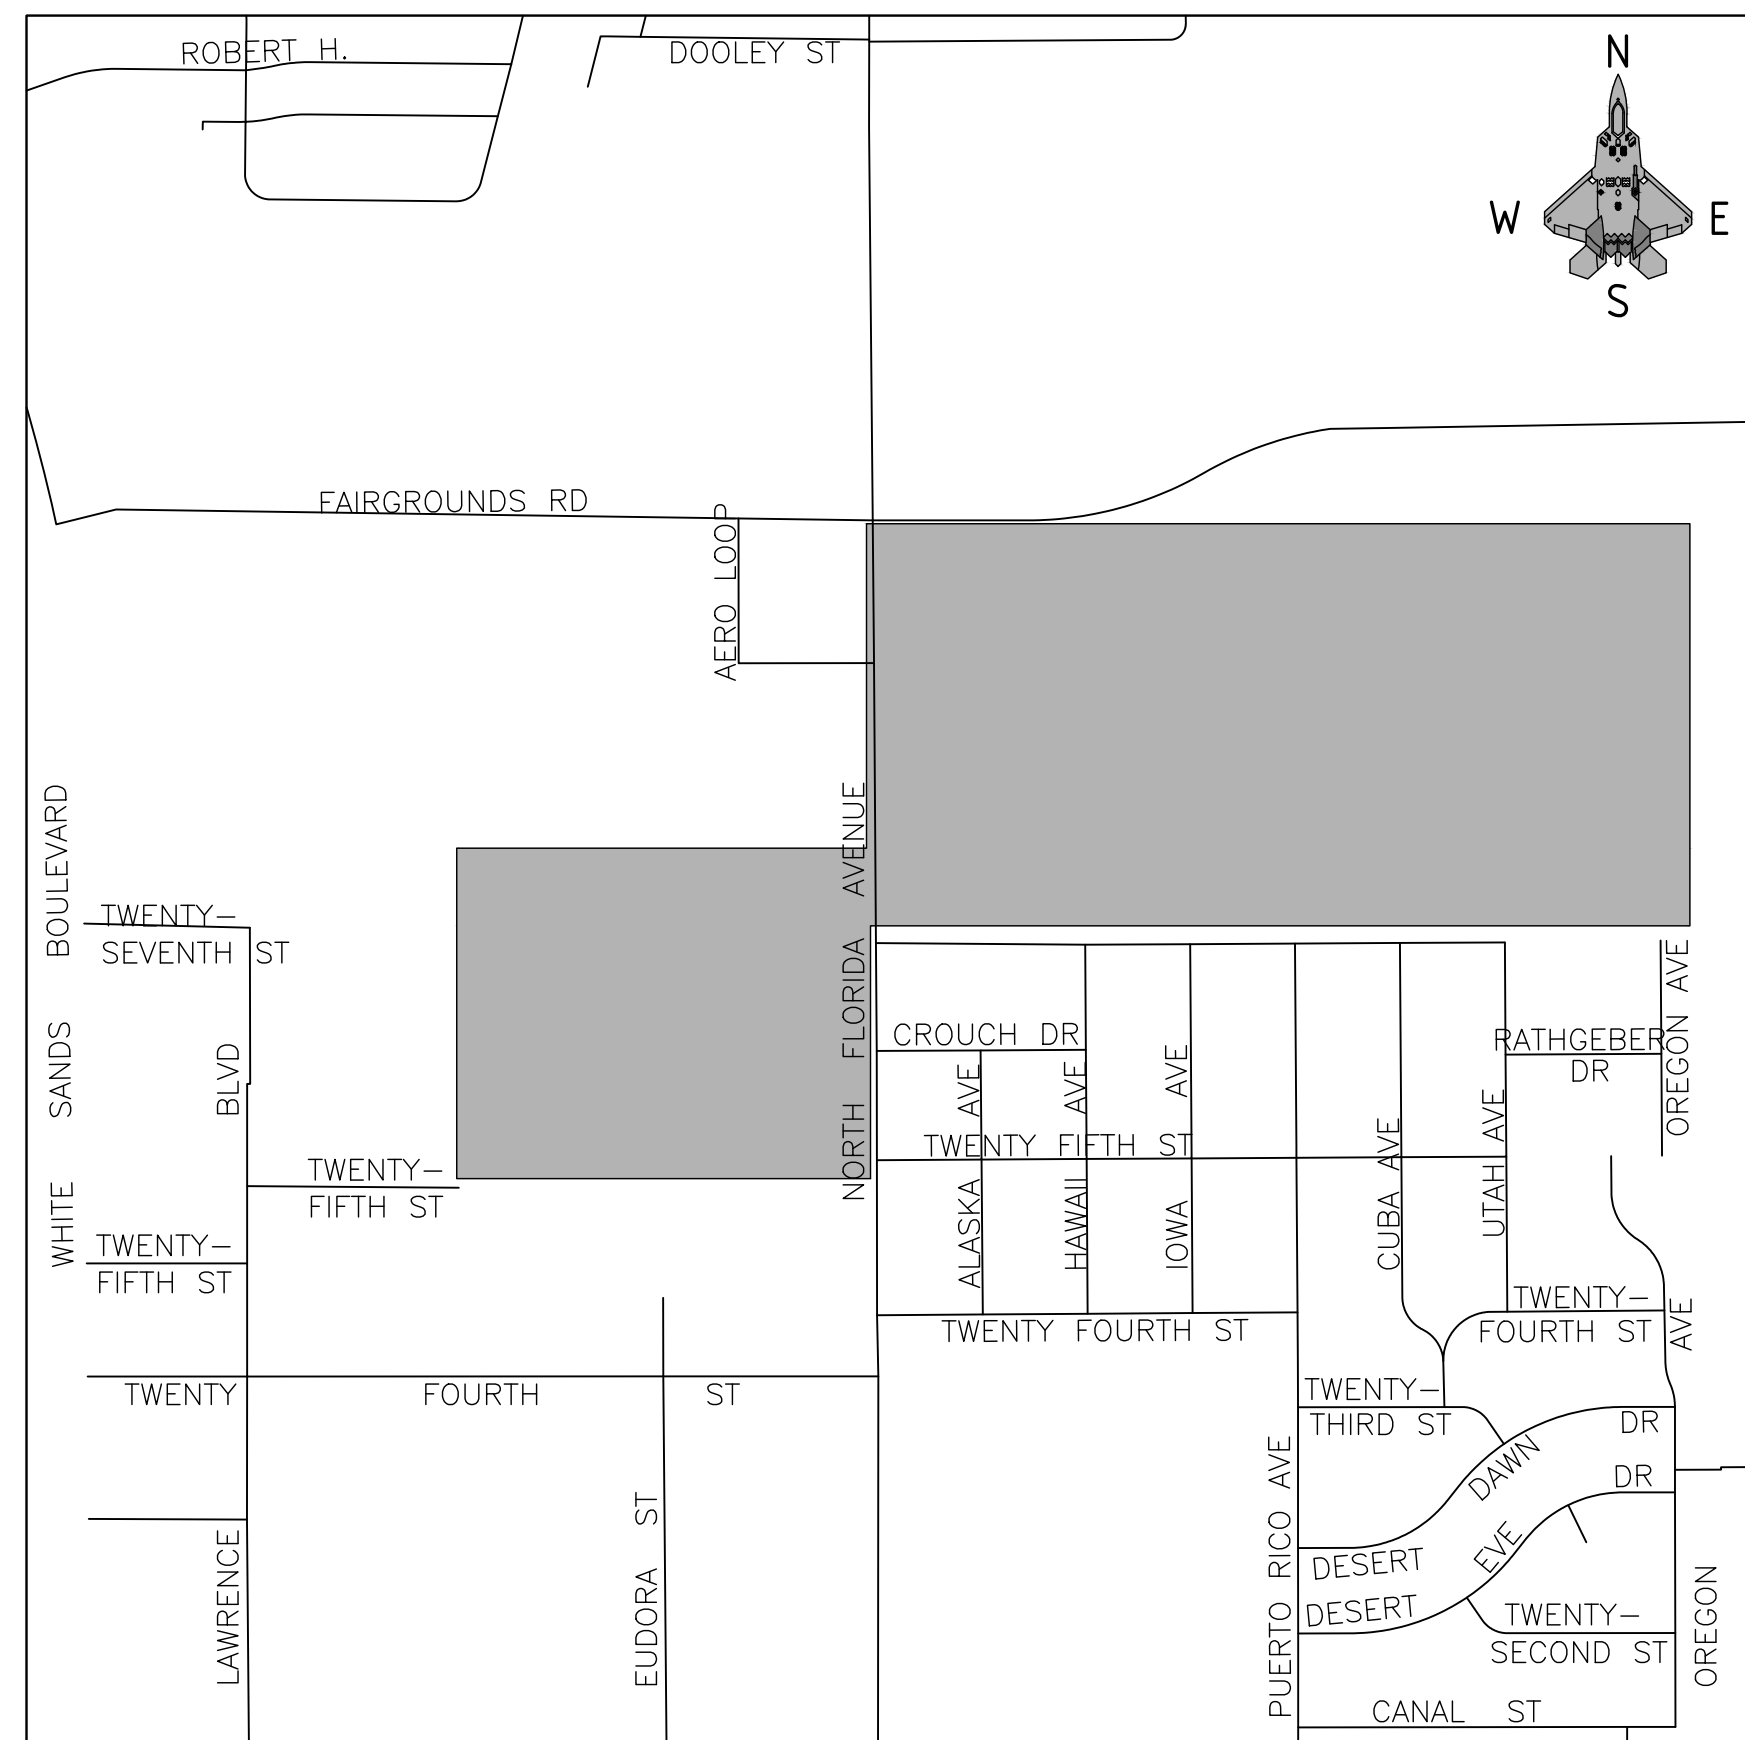 ROBERT H.
DOOLEY ST
N
W
E
S
FAIRGROUNDS RD
AERO LOOP
WHITE SANDS BOULEVARD
NORTH FLORIDA AVENUE
TWENTY-
SEVENTH ST
LAWRENCE BLVD
TWENTY-
FIFTH ST
TWENTY-
FIFTH ST
CROUCH DR
RATHGEBER
DR
OREGON AVE
ALASKA AVE
HAWAII AVE
IOWA AVE
CUBA AVE
UTAH AVE
TWENTY FIFTH ST
TWENTY FOURTH ST
TWENTY-
FOURTH ST
TWENTY FOURTH ST
EUDORA ST
PUERTO RICO AVE
TWENTY-
THIRD ST
DESERT DAWN DR
DESERT EVE DR
OREGON AVE
TWENTY-
SECOND ST
CANAL ST